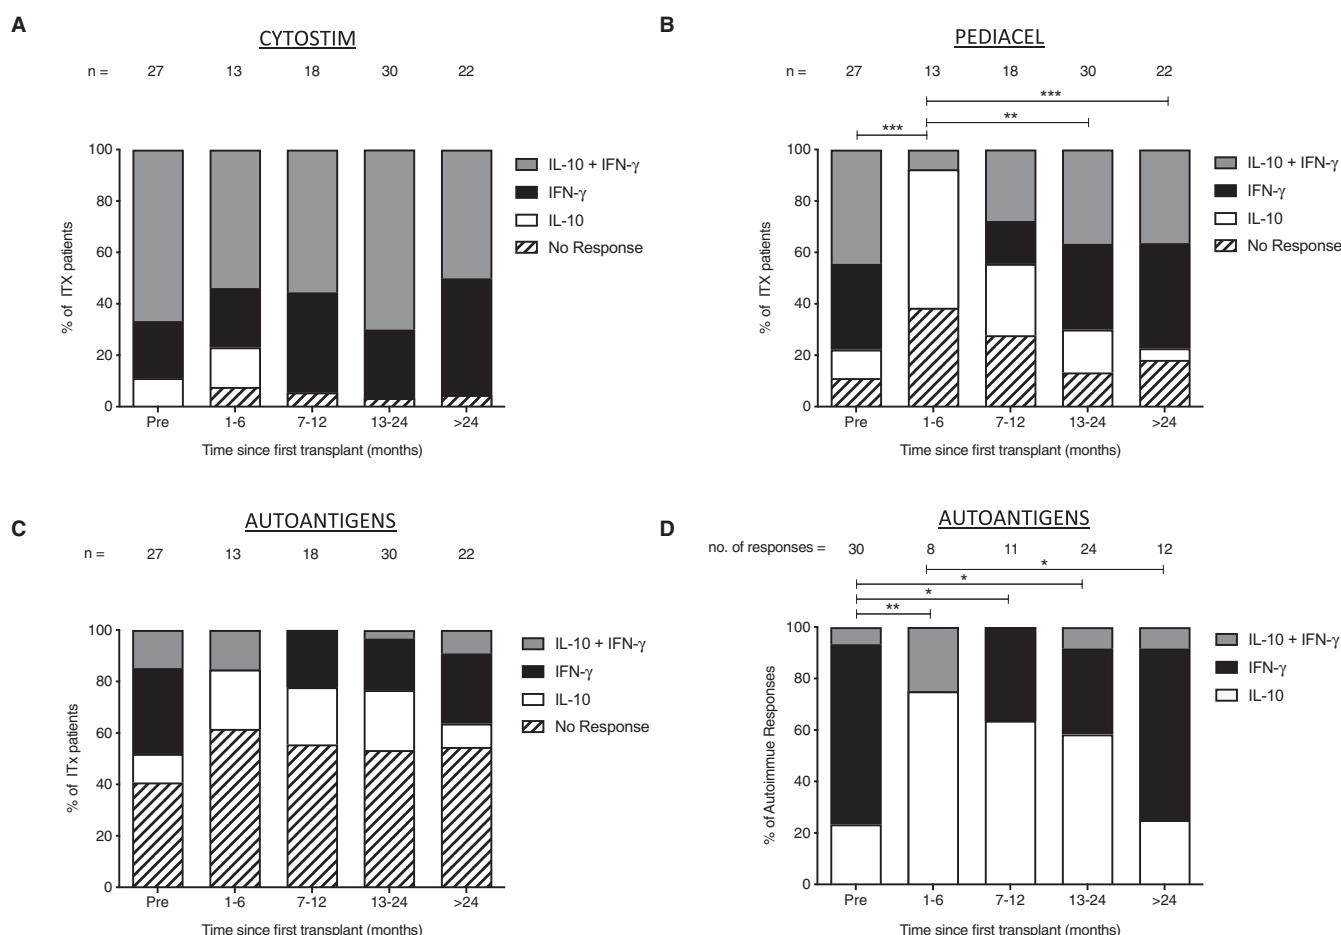 A
CYTOSTIM
n = 27 13 18 30 22
100
80
60
40
20
0
% of ITX patients
Pre 1-6 7-12 13-24 >24
Time since first transplant (months)
IL-10 + IFN-γ
IFN-γ
IL-10
No Response
B
PEDIACEL
n = 27 13 18 30 22
***
**
***
100
80
60
40
20
0
% of ITX patients
Pre 1-6 7-12 13-24 >24
Time since first transplant (months)
IL-10 + IFN-γ
IFN-γ
IL-10
No Response
C
AUTOANTIGENS
n = 27 13 18 30 22
100
80
60
40
20
0
% of ITx patients
Pre 1-6 7-12 13-24 >24
Time since first transplant (months)
IL-10 + IFN-γ
IFN-γ
IL-10
No Response
D
AUTOANTIGENS
no. of responses = 30 8 11 24 12
*
*
*
**
100
80
60
40
20
0
% of Autoimmue Responses
Pre 1-6 7-12 13-24 >24
Time since first transplant (months)
IL-10 + IFN-γ
IFN-γ
IL-10